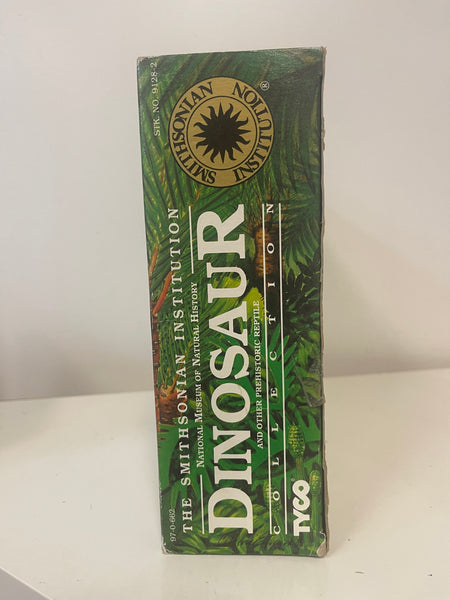 STK. NO. 9128-2
SMITHSONIAN INSTITUTION
®
THE SMITHSONIAN INSTITUTION
NATIONAL MUSEUM OF NATURAL HISTORY
DINOSAUR
AND OTHER PREHISTORIC REPTILE
COLLECTION
TYCO
97-0-662